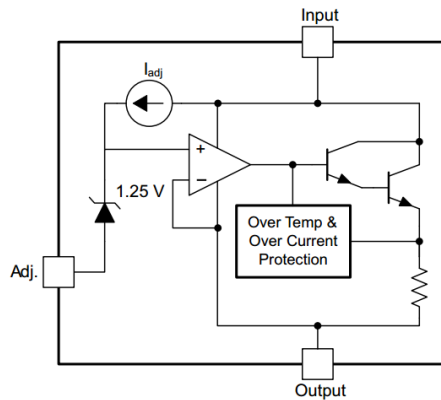 Input
Iadj
+
−
1.25 V
Over Temp &
Over Current
Protection
Adj.
Output